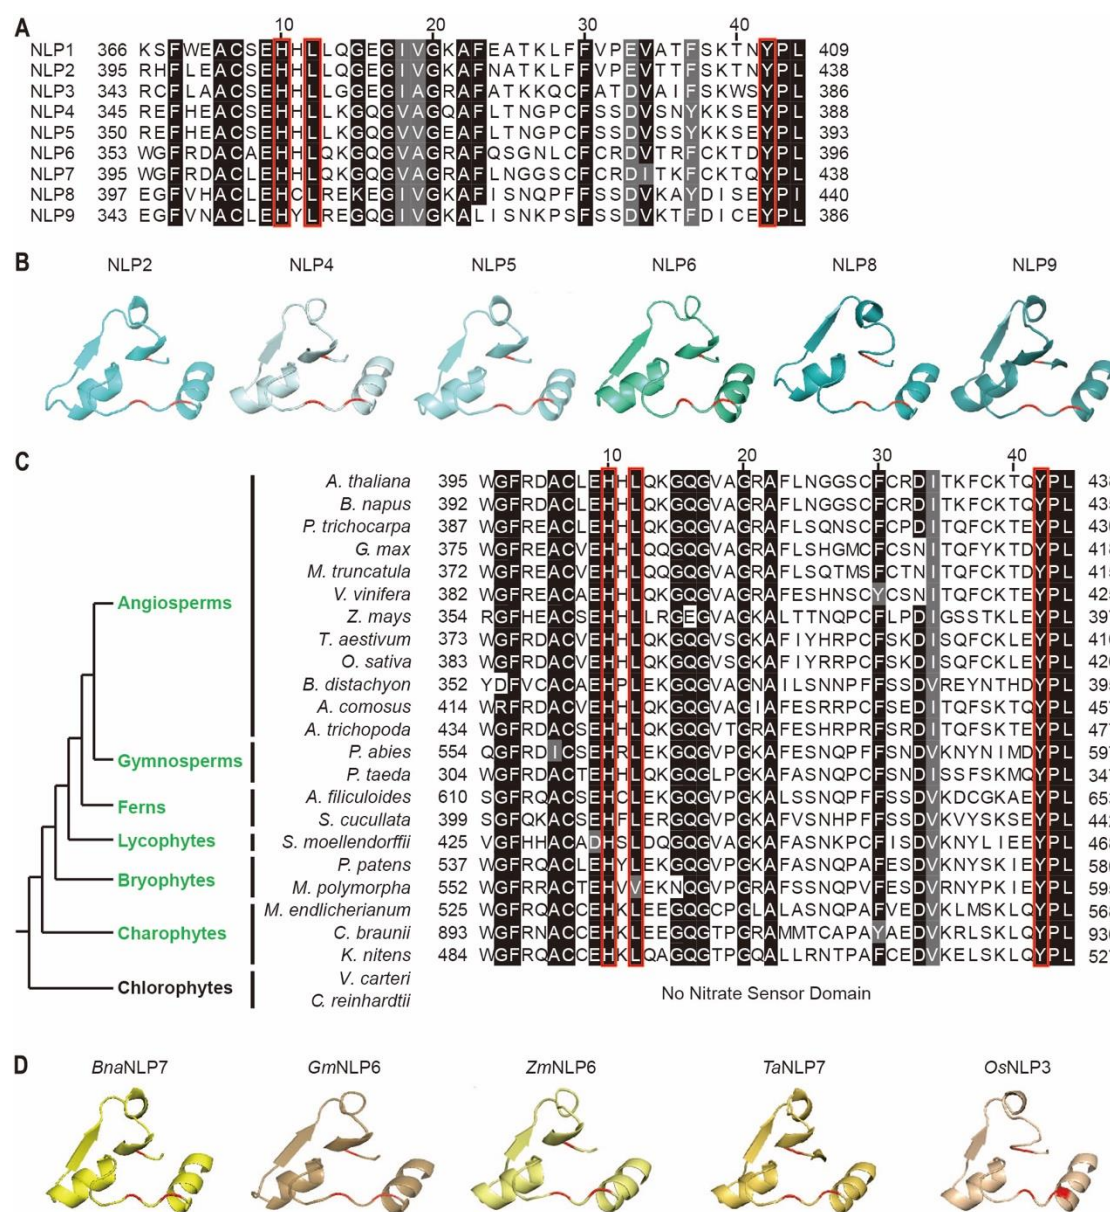 A
10 20 30 40
NLP1 366 KSFWEACSEHHLLQGEGIVGKAFEATKLFFVPEVATFSKTNYPL 409
NLP2 395 RHFLEACSEHHLLQGEGIVGKAFNATKLFFVPEVTTFSKTNYPL 438
NLP3 343 RCFLAACSEHHLLGGEGIAGRAFATKKQCFATDVAIFSKWSYPL 386
NLP4 345 REFHEACSEHHLLKGQGVAGQAFLTNGPCFSSDVSNYKKSEYPL 388
NLP5 350 REFHEACSEHHLLKGQGVVGEAFLTNGPCFSSDVSSYKKSEYPL 393
NLP6 353 WGFRDACAEHHLQKGQGVAGRAFQSGNLCFCRDVTRFCKTDYPL 396
NLP7 395 WGFRDACLEHHLQKGQGVAGRAFLNGGSCFCRDITKFCKTQYPL 438
NLP8 397 EGFVHACLEHCLREKEGIVGKAFISNQPFFSSDVKAYDISEYPI 440
NLP9 343 EGFVNACLEHYLREGQGIVGKALISNKPSFSSDVKTFDICEYPL 386
B
NLP2 NLP4 NLP5 NLP6 NLP8 NLP9
C
10 20 30 40
A. thaliana 395 WGFRDACLEHHLQKGQGVAGRAFLNGGSCFCRDITKFCKTQYPL
B. napus 392 WGFRDACLEHHLQKGQGVAGRAFLNGGSCFCRDITKFCKTQYPL
P. trichocarpa 387 WGFRDACLEHHLQKGQGVAGRAFLSQNSCFCPDITQFCKTEYPL
G. max 375 WGFREACVEHHLQQGQGVAGRAFLSHGMCFCSNITQFYKTDYPL
M. truncatula 372 WGFREACVEHHLQKGQGVAGRAFLSQTMSFCTNITQFCKTDYPL
V. vinifera 382 WGFREACAEHHLQKGQGVAGRAFESHNSCYCSNITQFCKTEYPL
Z. mays 354 RGFHEACSEHHLLRGEGVAGKALTTNQPCFLPDIGSSTKLEYPL
T. aestivum 373 WGFRDACVEHHLQKGQGVSGKAFIYHRPCFSKDISQFCKLEYPL
O. sativa 383 WGFRDACVEHHLQKGQGVSGKAFIYRRPCFSKDISQFCKLEYPL
B. distachyon 352 YDFVCACAEHPLEKGQGVAGNAILSNNPFFSSDVREYNTHDYPL
A. comosus 414 WRFRDACVEHHLQKGQGVAGIAFESRRPCFSEDITQFCKTEYPL
A. trichopoda 434 WGFRDACVEHHLQKGQGVTGRAFESHRPCFSRDITQFSKTEYPL
P. abies 554 QGFRDICSEHRLEKGQGVPGKAFESNQPFFSNDVKNYNIMDYPL
P. taeda 304 WGFRDACTEHHLQKGQGLPGKAFASNQPCFSNDISSFSKMQYPL
A. filiculoides 610 SGFRQACSEHCLEKGQGVPGKALSSNQPFFSSDVKDCGKAEYPL
S. cucullata 399 SGFQKACSEHFLERGQGVPGKAFVSNHPFFSSDVKVYSKSEYPL
S. moellendorffii 425 VGFHHACADHSLDQGQGVAGKAFASNKPCFISDVKNYLIEEYPL
P. patens 537 WGFRQACLEHYLEKGQGVPGKAFASNQPAFESDVKNYSKIEYPL
M. polymorpha 552 WGFRRACTEHVVEKNQGVPGRAFSSNQPVFESDVRNYPKIEYPL
M. endlicherianum 525 WGFRQACCEHKLEEGQGCPGLALASNQPAFVEDVKLMSKLQYPL
C. braunii 893 WGFRNACCEHKLEEGQGTPGRAMMTCAPAYAEDVKRLSKLQYPL
K. nitens 484 WGFRQACCEHKLQAGQGTPGQALLRNTPAFCEDVKELSKLQYPL
V. carteri
C. reinhardtii
No Nitrate Sensor Domain
Angiosperms
Gymnosperms
Ferns
Lycophytes
Bryophytes
Charophytes
Chlorophytes
D
BnaNLP7 GmNLP6 ZmNLP6 TaNLP7 OsNLP3